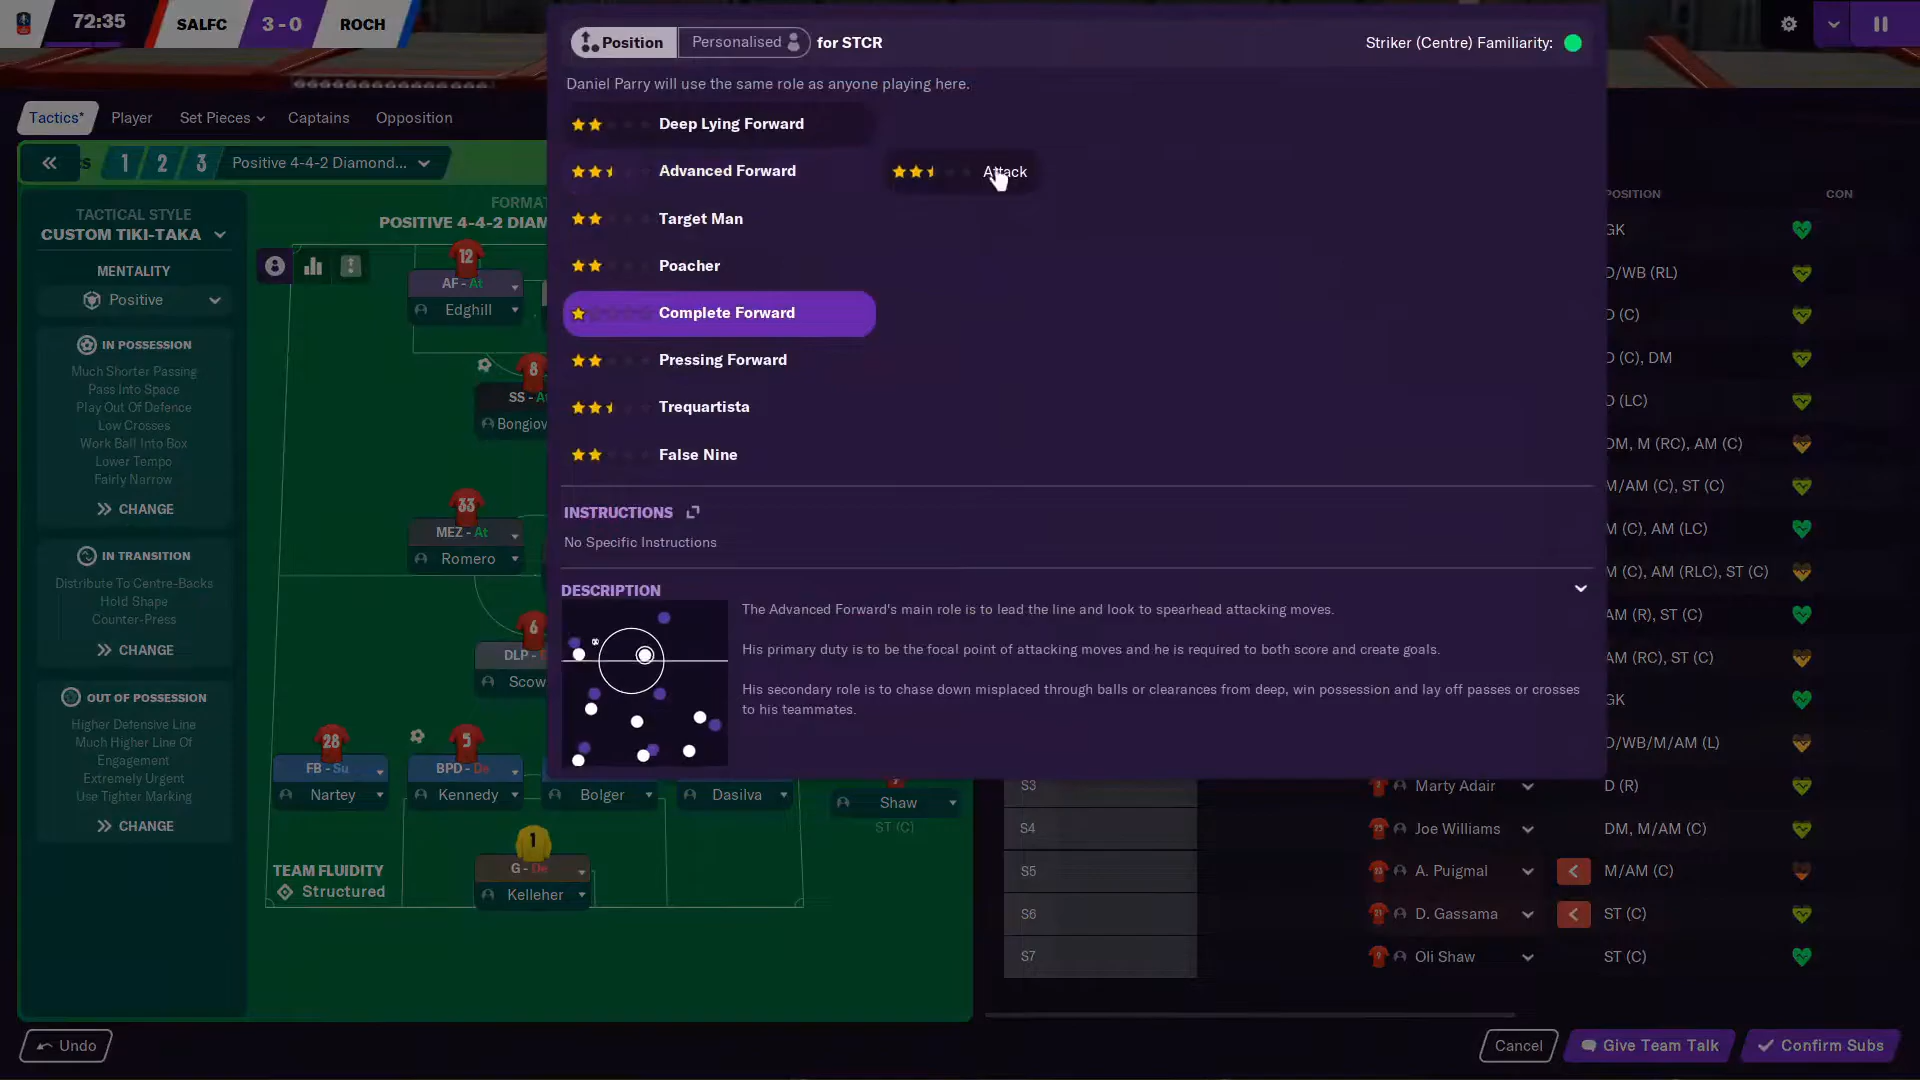 72:35
SALFC
3 - 0
ROCH
Position
Personalised
for STCR
Striker (Centre) Familiarity:
Daniel Parry will use the same role as anyone playing here.
Tactics*
Player
Set Pieces
Captains
Opposition
1
2
3
Positive 4-4-2 Diamond...
Deep Lying Forward
Advanced Forward
Attack
Target Man
Poacher
Complete Forward
Pressing Forward
Trequartista
False Nine
INSTRUCTIONS
No Specific Instructions
DESCRIPTION
The Advanced Forward's main role is to lead the line and look to spearhead attacking moves.
His primary duty is to be the focal point of attacking moves and he is required to both score and create goals.
His secondary role is to chase down misplaced through balls or clearances from deep, win possession and lay off passes or crosses
to his teammates.
TACTICAL STYLE
CUSTOM TIKI-TAKA
MENTALITY
Positive
IN POSSESSION
Much Shorter Passing
Pass Into Space
Play Out Of Defence
Low Crosses
Work Ball Into Box
Lower Tempo
Fairly Narrow
CHANGE
IN TRANSITION
Distribute To Centre-Backs
Hold Shape
Counter-Press
CHANGE
OUT OF POSSESSION
Higher Defensive Line
Much Higher Line Of
Engagement
Extremely Urgent
Use Tighter Marking
CHANGE
POSITIVE 4-4-2 DIAM
12
AF - At
Edghill
8
SS - A
Bongiov
33
MEZ - At
Romero
6
DLP -
Scow
28
FB - Su
Nartey
5
BPD - De
Kennedy
Bolger
Dasilva
Shaw
ST (C)
1
G - De
Kelleher
TEAM FLUIDITY
Structured
POSITION
CON
GK
D/WB (RL)
D (C)
D (C), DM
D (LC)
DM, M (RC), AM (C)
M/AM (C), ST (C)
M (C), AM (LC)
M (C), AM (RLC), ST (C)
AM (R), ST (C)
AM (RC), ST (C)
GK
D/WB/M/AM (L)
S3
Marty Adair
D (R)
S4
Joe Williams
DM, M/AM (C)
S5
A. Puigmal
M/AM (C)
S6
D. Gassama
ST (C)
S7
Oli Shaw
ST (C)
Undo
Cancel
Give Team Talk
Confirm Subs